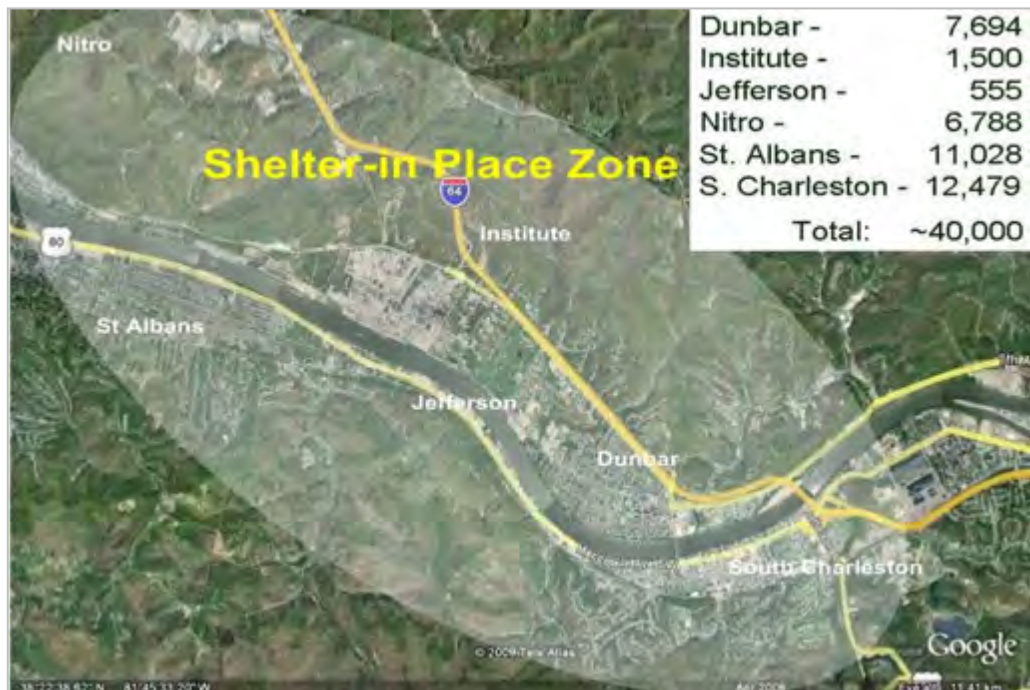 Nitro
Dunbar - 7,694
Institute - 1,500
Jefferson - 555
Nitro - 6,788
St. Albans - 11,028
S. Charleston - 12,479
Total: ~40,000
Shelter-in Place Zone
64
Institute
60
St Albans
Jefferson
Dunbar
South Charleston
© 2009 Tele Atlas
Google